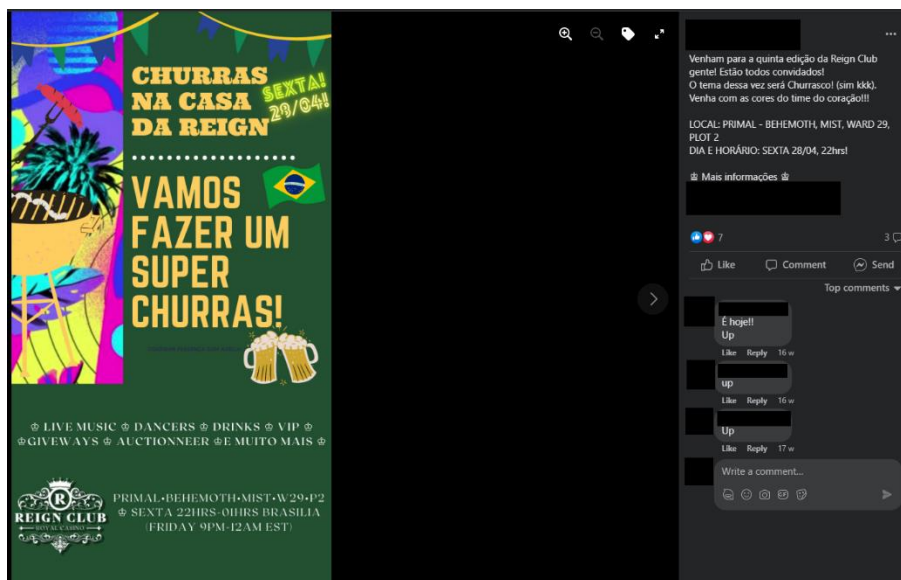 CHURRAS
NA CASA
DA REIGN
SEXTA!
28/04!
VAMOS
FAZER UM
SUPER
CHURRAS!
♔ LIVE MUSIC ♔ DANCERS ♔ DRINKS ♔ VIP ♔
♔GIVEWAYS ♔ AUCTIONNEER ♔E MUITO MAIS ♔
R
REIGN CLUB
ROYAL CASINO
PRIMAL•BEHEMOTH•MIST•W29•P2
♔ SEXTA 22HRS-01HRS BRASILIA
(FRIDAY 9PM-12AM EST)
Venham para a quinta edição da Reign Club
gente! Estão todos convidados!
O tema dessa vez será Churrasco! (sim kkk).
Venha com as cores do time do coração!!!
LOCAL: PRIMAL - BEHEMOTH, MIST, WARD 29,
PLOT 2
DIA E HORÁRIO: SEXTA 28/04, 22hrs!
♔ Mais informações ♔
7
3
Like Comment Send
Top comments
É hoje!!
Up
Like Reply 16 w
up
Like Reply 16 w
Up
Like Reply 17 w
Write a comment...